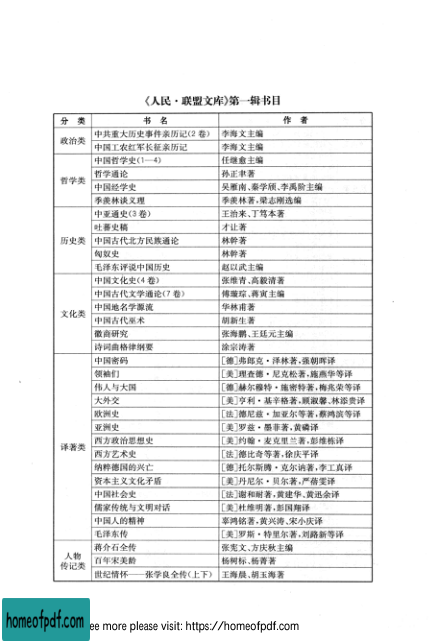 《人民·联盟文库》第一辑书目
分 类 书 名 作 者
政治类
中共重大历史事件亲历记(2卷) 李海文主编
中国工农红军长征亲历记 李海文主编
哲学类
中国哲学史(1—4) 任继愈主编
哲学通论 孙正聿著
中国经学史 吴雁南、秦学颀、李禹阶主编
季羡林谈义理 季羡林著,梁志刚选编
历史类
中亚通史(3卷) 王治来、丁笃本著
吐蕃史稿 才让著
中国古代北方民族通论 林幹著
匈奴史 林幹著
毛泽东评说中国历史 赵以武主编
文化类
中国文化史(4卷) 张维青、高毅清著
中国古代文学通论(7卷) 傅璇琮、蒋寅主编
中国地名学源流 华林甫著
中国古代巫术 胡新生著
徽商研究 张海鹏、王廷元主编
诗词曲格律纲要 涂宗涛著
译著类
中国密码 [德]弗郎克·泽林著,强朝晖译
领袖们 [美]理查德·尼克松著,施燕华等译
伟人与大国 [德]赫尔穆特·施密特著,梅兆荣等译
大外交 [美]亨利·基辛格著,顾淑馨、林添贵译
欧洲史 [法]德尼兹·加亚尔等著,蔡鸿滨等译
亚洲史 [美]罗兹·墨菲著,黄磷译
西方政治思想史 [美]约翰·麦克里兰著,彭维栋译
西方艺术史 [法]德比奇等著,徐庆平译
纳粹德国的兴亡 [德]托尔斯腾·克尔讷著,李工真译
资本主义文化矛盾 [美]丹尼尔·贝尔著,严蓓雯译
中国社会史 [法]谢和耐著,黄建华、黄迅余译
儒家传统与文明对话 [美]杜维明著,彭国翔译
中国人的精神 辜鸿铭著,黄兴涛、宋小庆译
毛泽东传 [美]罗斯·特里尔著,刘路新等译
人物
传记类
蒋介石全传 张宪文、方庆秋主编
百年宋美龄 杨树标、杨菁著
世纪情怀——张学良全传(上下) 王海晨、胡玉海著
homeofpdf.com
ee more please visit: https://homeofpdf.com